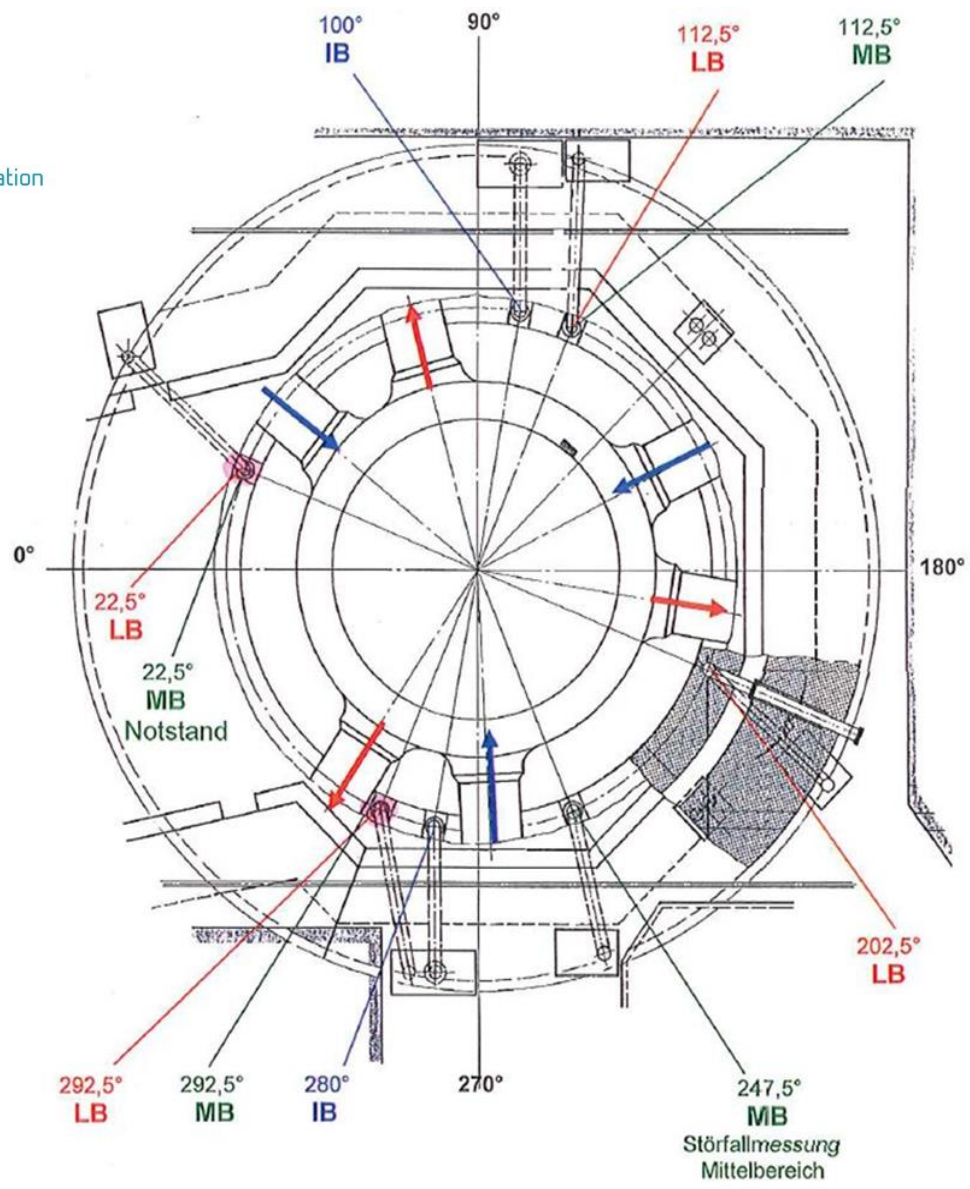 90°
100°
IB
112,5°
LB
112,5°
MB
ation
0°
180°
22,5°
LB
22,5°
MB
Notstand
202,5°
LB
292,5°
LB
292,5°
MB
280°
IB
270°
247,5°
MB
Störfallmessung
Mittelbereich